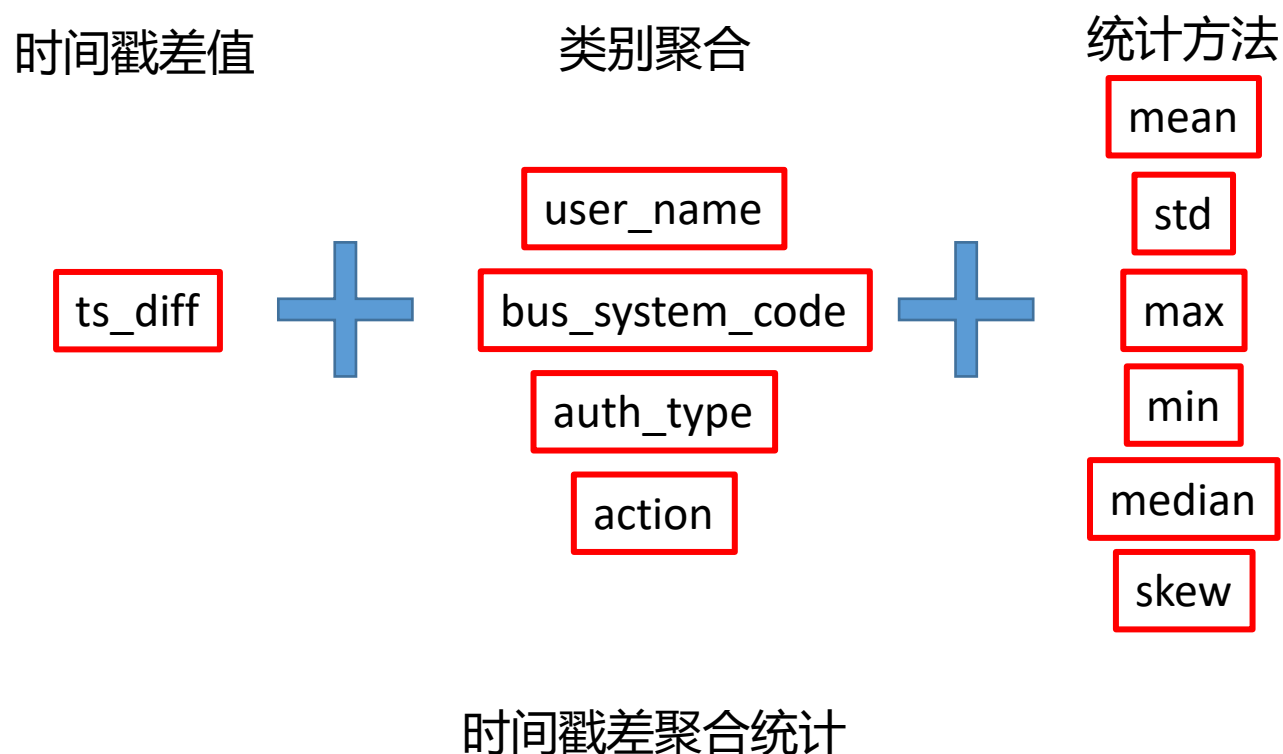 时间戳差值
类别聚合
统计方法
ts_diff
user_name
bus_system_code
auth_type
action
mean
std
max
min
median
skew
时间戳差聚合统计